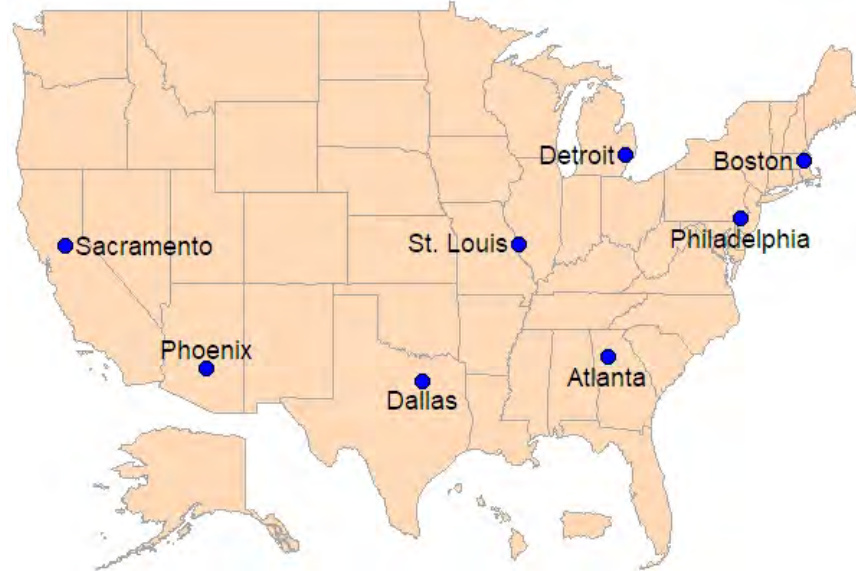 Detroit
Boston
Philadelphia
Sacramento
St. Louis
Phoenix
Atlanta
Dallas